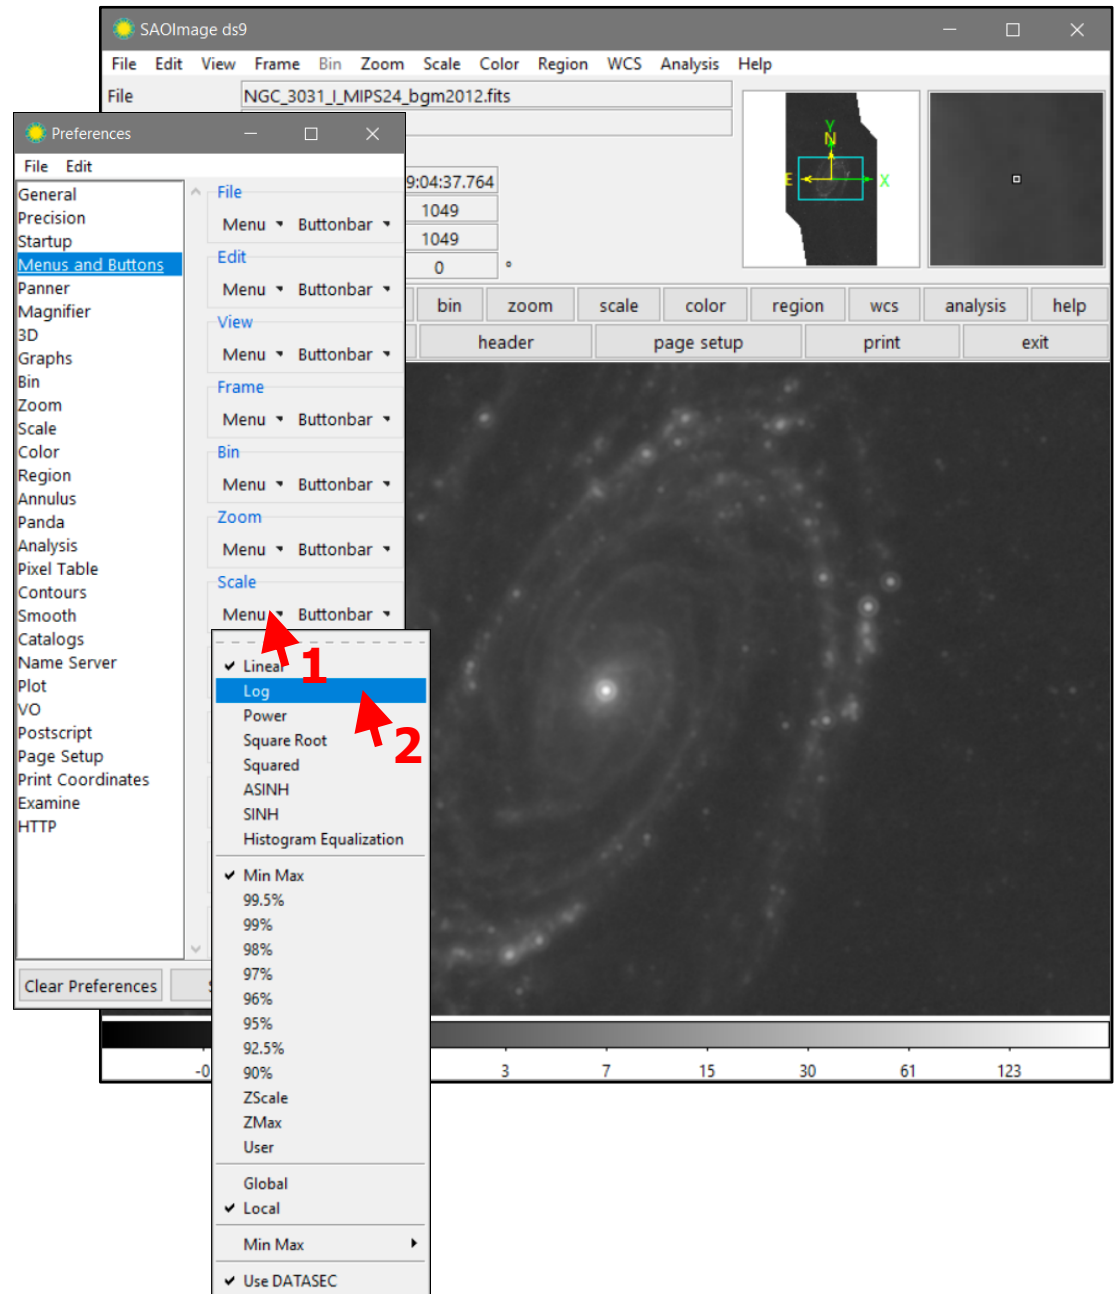 SAOImage ds9
File Edit View Frame Bin Zoom Scale Color Region WCS Analysis Help
File NGC_3031_I_MIPS24_bgm2012.fits
Y
N
E
X
9:04:37.764
1049
1049
0 °
bin zoom scale color region wcs analysis help
header page setup print exit
Preferences
File Edit
General
Precision
Startup
Menus and Buttons
Panner
Magnifier
3D
Graphs
Bin
Zoom
Scale
Color
Region
Annulus
Panda
Analysis
Pixel Table
Contours
Smooth
Catalogs
Name Server
Plot
VO
Postscript
Page Setup
Print Coordinates
Examine
HTTP
File
Menu Buttonbar
Edit
Menu Buttonbar
View
Menu Buttonbar
Frame
Menu Buttonbar
Bin
Menu Buttonbar
Zoom
Menu Buttonbar
Scale
Menu Buttonbar
1
2
Linear
Log
Power
Square Root
Squared
ASINH
SINH
Histogram Equalization
Min Max
99.5%
99%
98%
97%
96%
95%
92.5%
90%
ZScale
ZMax
User
Global
Local
Min Max
Use DATASEC
Clear Preferences
-0 3 7 15 30 61 123